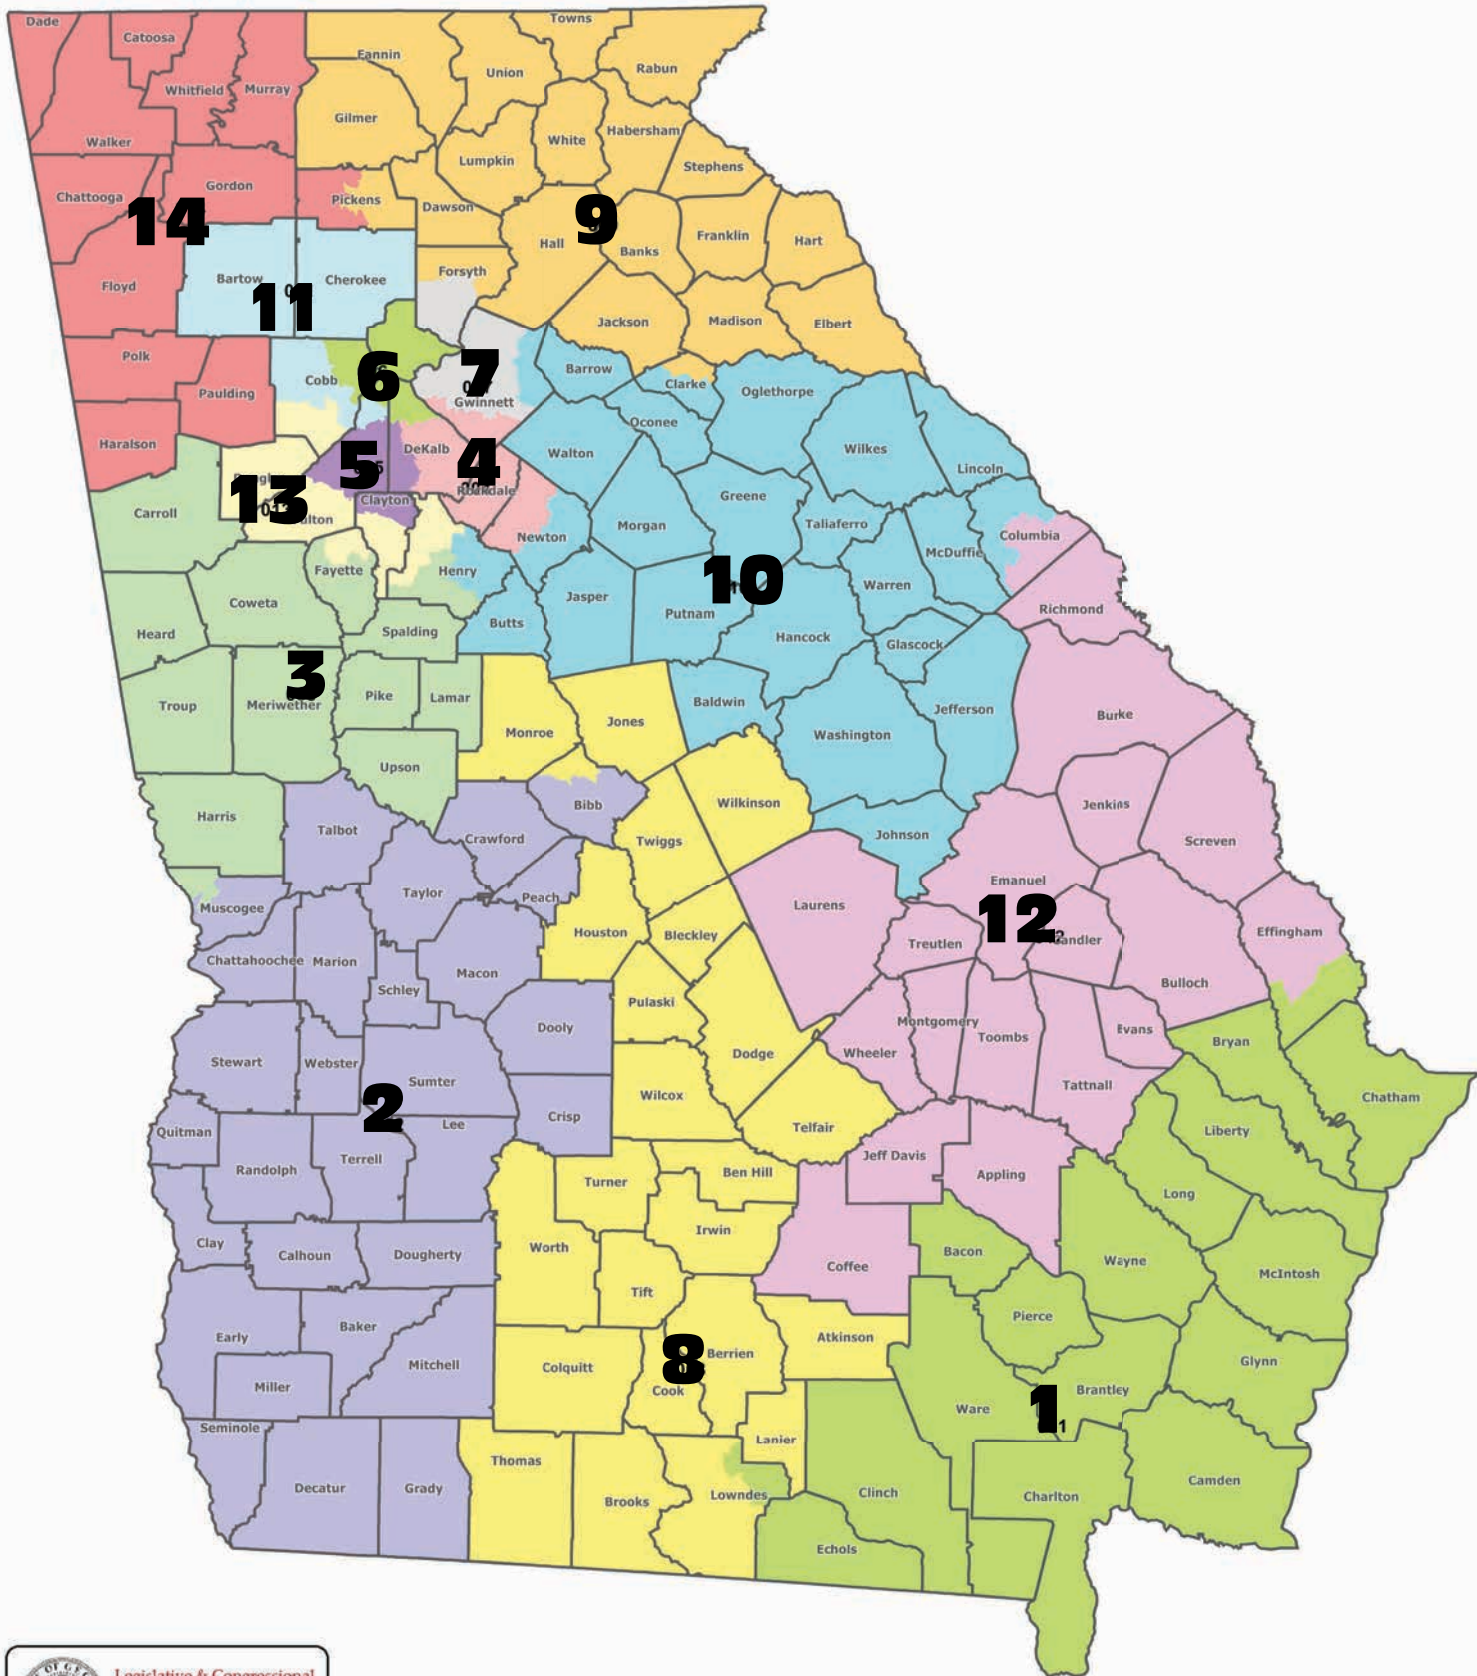 Dade
Catoosa
Whitfield
Murray
Walker
Fannin
Towns
Union
Rabun
Gilmer
White
Habersham
Lumpkin
Stephens
Chattooga
Gordon
Pickens
Dawson
14
9
Hall
Banks
Franklin
Hart
Floyd
Bartow
Cherokee
Forsyth
11
Jackson
Madison
Elbert
Polk
Paulding
Cobb
6
7
Gwinnett
Barrow
Clarke
Oglethorpe
Haralson
Oconee
DeKalb
Walton
Wilkes
Lincoln
5
4
13
Clayton
Carroll
Greene
Newton
Morgan
Taliaferro
Columbia
McDuffie
Fayette
Henry
10
Warren
Coweta
Jasper
Putnam
Richmond
Heard
Spalding
Butts
Hancock
Glascock
3
Troup
Meriwether
Pike
Lamar
Monroe
Jones
Baldwin
Washington
Jefferson
Burke
Upson
Harris
Talbot
Bibb
Crawford
Wilkinson
Twiggs
Johnson
Jenkins
Screven
Emanuel
Muscogee
Taylor
Peach
Laurens
12
Houston
Bleckley
Treutlen
Effingham
Chattahoochee
Marion
Macon
Schley
Pulaski
Bulloch
Dooly
Dodge
Montgomery
Toombs
Evans
Wheeler
Bryan
Stewart
Webster
Sumter
Wilcox
Tattnall
Chatham
2
Crisp
Quitman
Lee
Telfair
Liberty
Randolph
Terrell
Turner
Ben Hill
Jeff Davis
Appling
Long
Clay
Calhoun
Dougherty
Worth
Irwin
Coffee
Bacon
Wayne
McIntosh
Tift
Early
Baker
Pierce
Atkinson
Mitchell
Colquitt
8
Berrien
Cook
Glynn
Miller
Brantley
Ware
1
Seminole
Lanier
Thomas
Decatur
Grady
Brooks
Lowndes
Clinch
Charlton
Camden
Echols
Legislative & Congressional